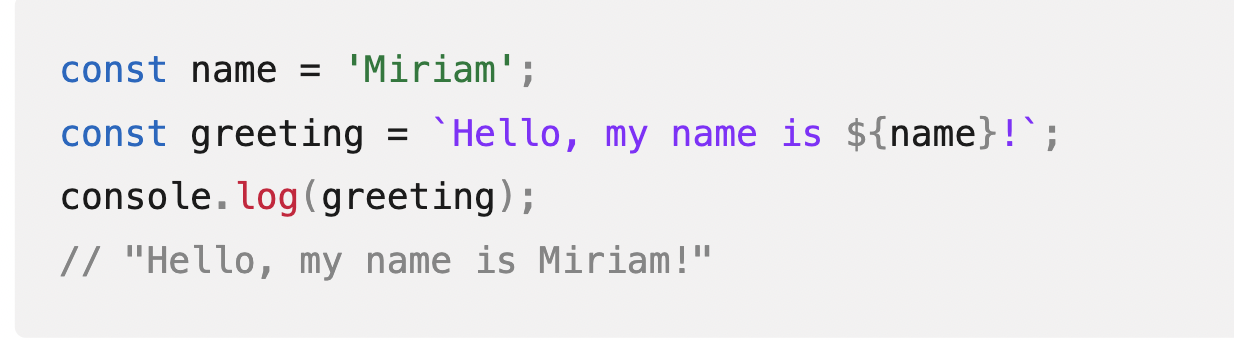 const name = 'Miriam';
const greeting = `Hello, my name is ${name}!`;
console.log(greeting);
// "Hello, my name is Miriam!"